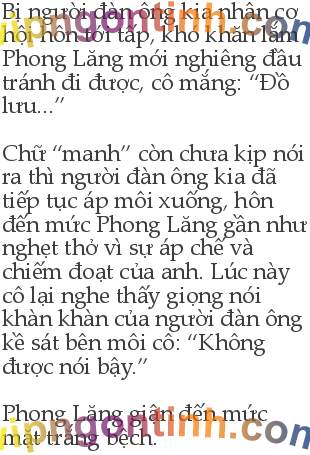 Bị người đàn ông kia nhân cơ
hội hôn tới tấp, khó khăn lắm
Phong Lăng mới nghiêng đầu
tránh đi được, cô mắng: “Đồ
lưu...”
Chữ “manh” còn chưa kịp nói
ra thì người đàn ông kia đã
tiếp tục áp môi xuống, hôn
đến mức Phong Lăng gần như
nghẹt thở vì sự áp chế và
chiếm đoạt của anh. Lúc này
cô lại nghe thấy giọng nói
khàn khàn của người đàn ông
kề sát bên môi cô: “Không
được nói bậy.”
Phong Lăng giận đến mức
mặt trắng bệch.
vipngontinh.com
vipngontinh.com